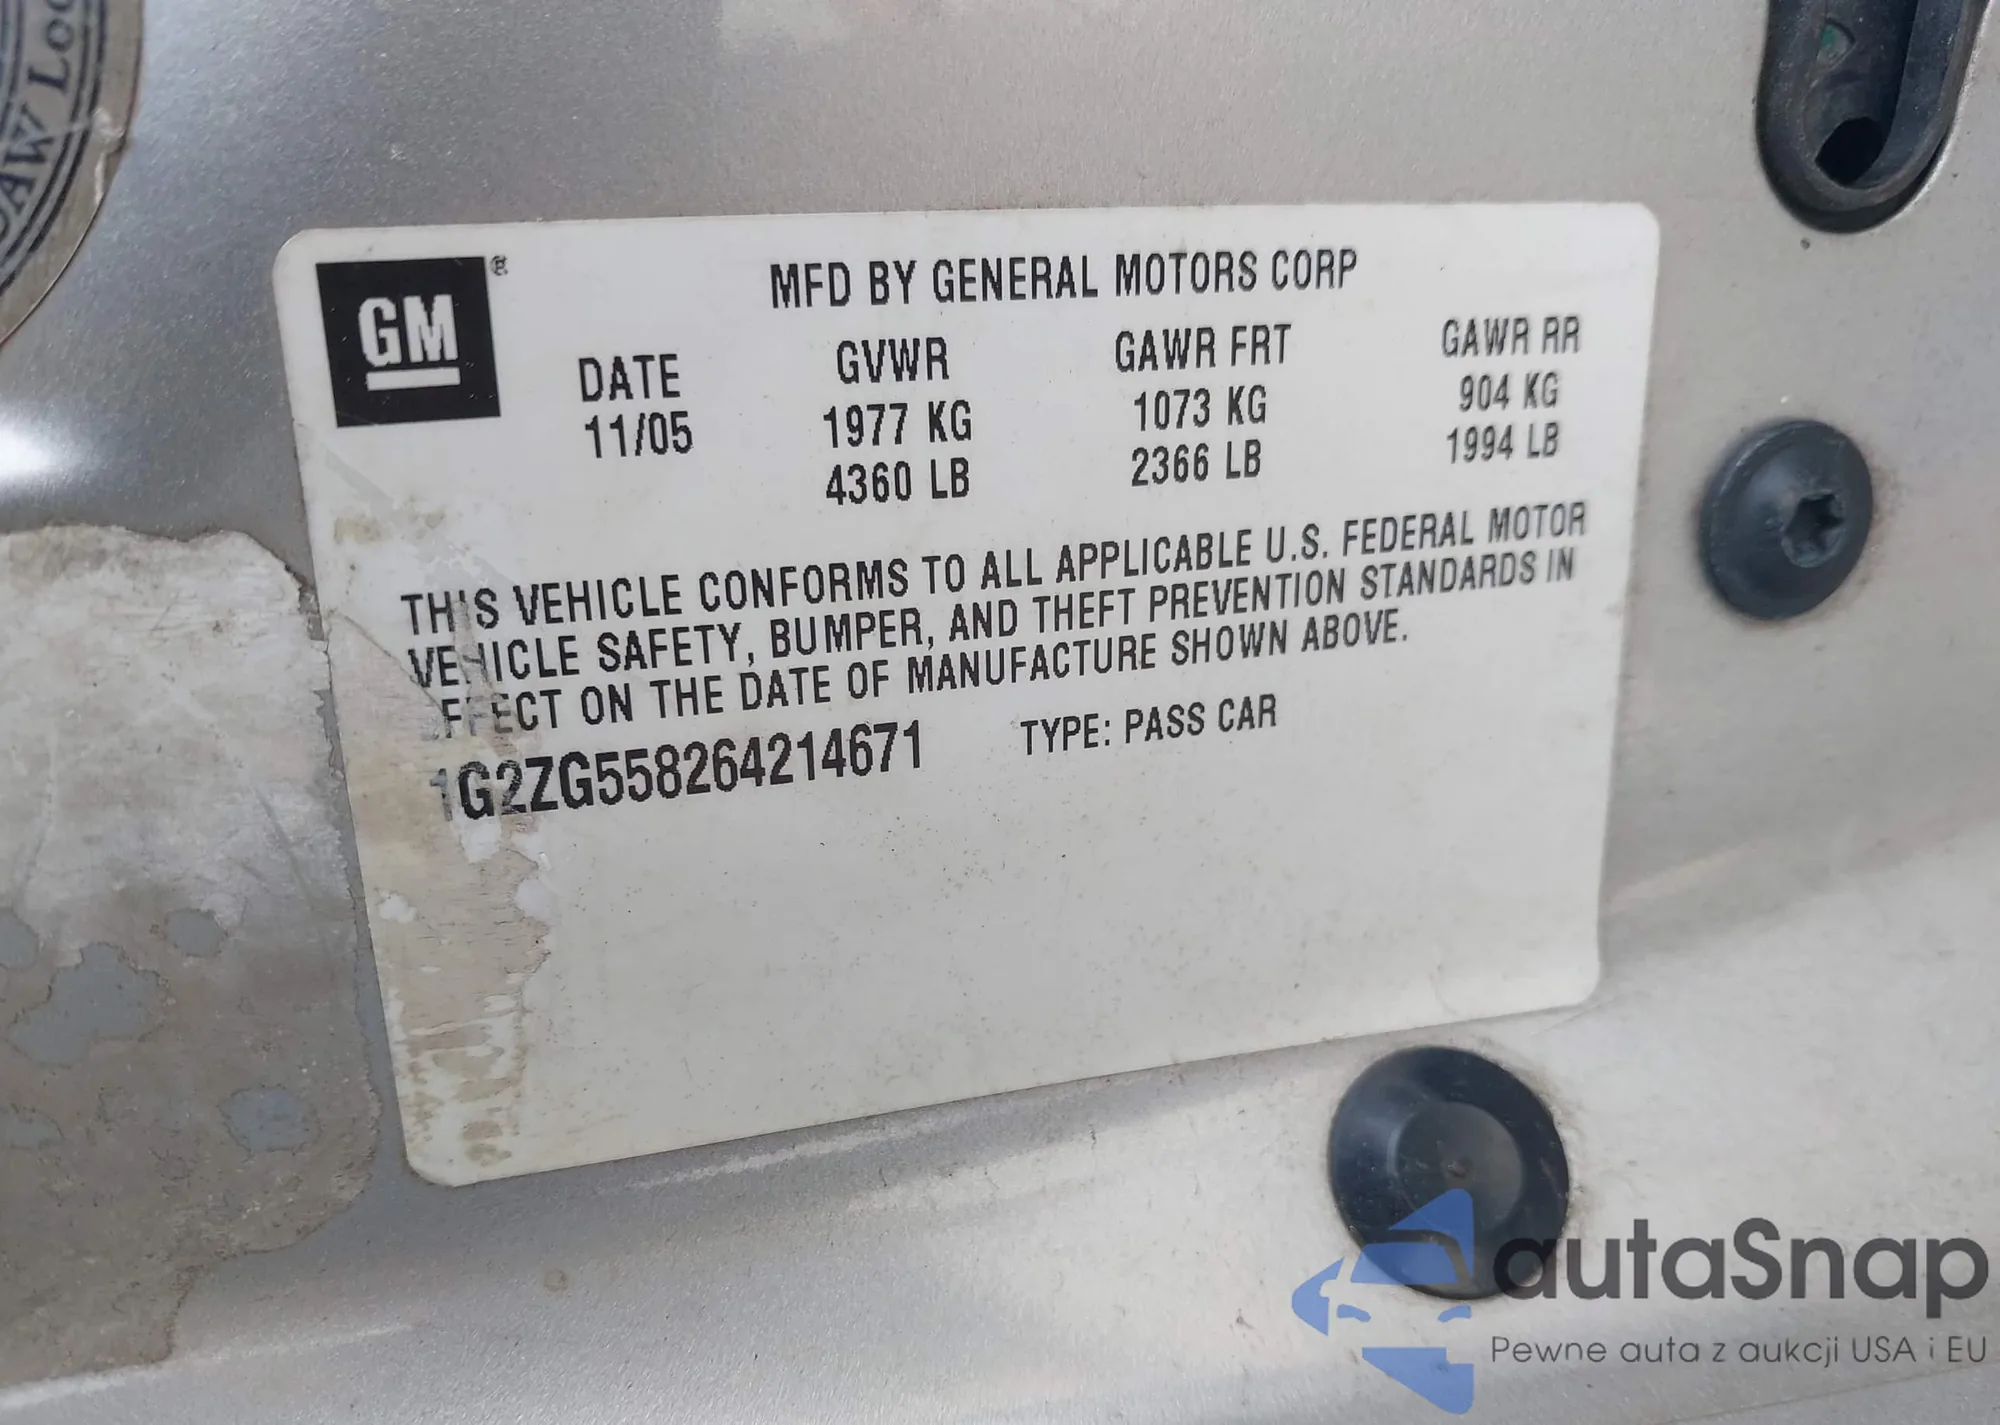 AW Loc
GM®
MFD BY GENERAL MOTORS CORP
DATE GVWR GAWR FRT GAWR RR
11/05 1977 KG 1073 KG 904 KG
4360 LB 2366 LB 1994 LB
THIS VEHICLE CONFORMS TO ALL APPLICABLE U.S. FEDERAL MOTOR
VEHICLE SAFETY, BUMPER, AND THEFT PREVENTION STANDARDS IN
EFFECT ON THE DATE OF MANUFACTURE SHOWN ABOVE.
1G2ZG558264214671 TYPE: PASS CAR
autaSnap
Pewne auta z aukcji USA i EU